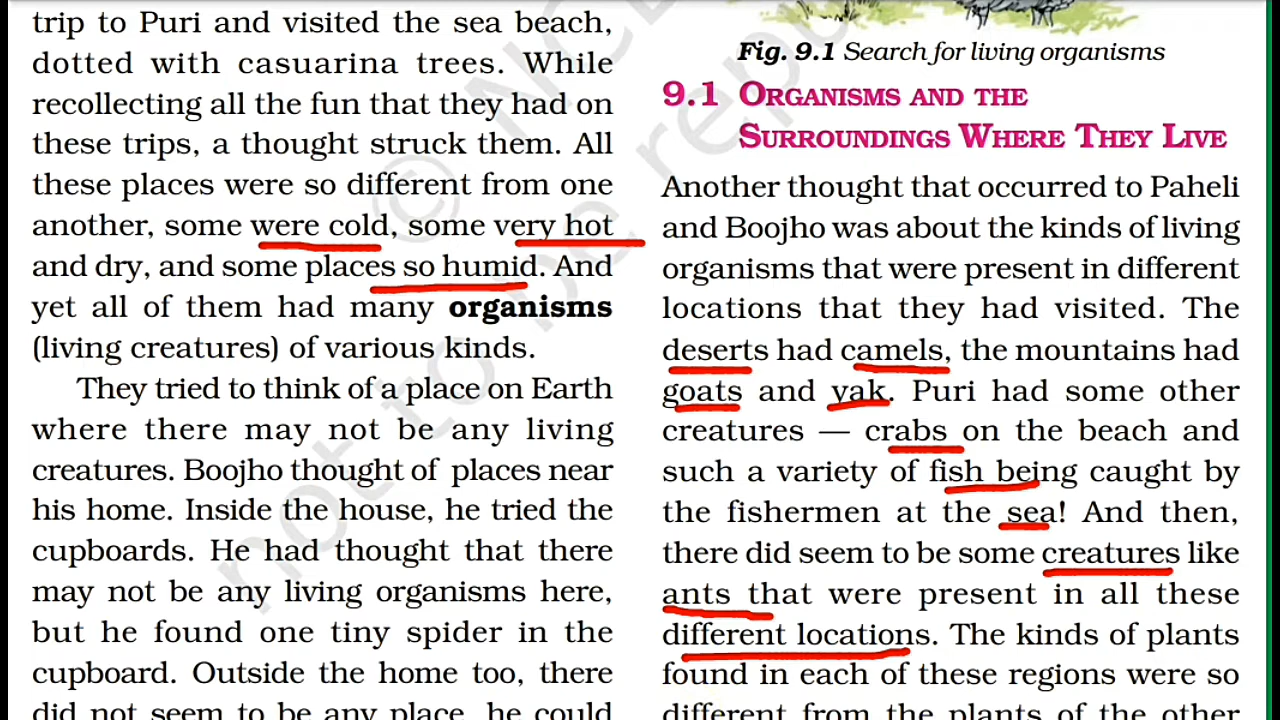 trip to Puri and visited the sea beach,
dotted with casuarina trees. While
recollecting all the fun that they had on
these trips, a thought struck them. All
these places were so different from one
another, some were cold, some very hot
and dry, and some places so humid. And
yet all of them had many organisms
(living creatures) of various kinds.
They tried to think of a place on Earth
where there may not be any living
creatures. Boojho thought of places near
his home. Inside the house, he tried the
cupboards. He had thought that there
may not be any living organisms here,
but he found one tiny spider in the
cupboard. Outside the home too, there
did not seem to be any place, he could
Fig. 9.1 Search for living organisms
9.1 ORGANISMS AND THE
SURROUNDINGS WHERE THEY LIVE
Another thought that occurred to Paheli
and Boojho was about the kinds of living
organisms that were present in different
locations that they had visited. The
deserts had camels, the mountains had
goats and yak. Puri had some other
creatures — crabs on the beach and
such a variety of fish being caught by
the fishermen at the sea! And then,
there did seem to be some creatures like
ants that were present in all these
different locations. The kinds of plants
found in each of these regions were so
different from the plants of the other
© NCE
not to be repu